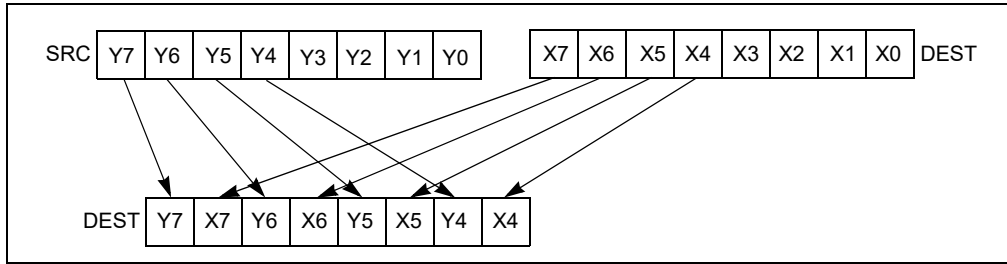 SRC Y7 Y6 Y5 Y4 Y3 Y2 Y1 Y0 X7 X6 X5 X4 X3 X2 X1 X0 DEST
DEST Y7 X7 Y6 X6 Y5 X5 Y4 X4